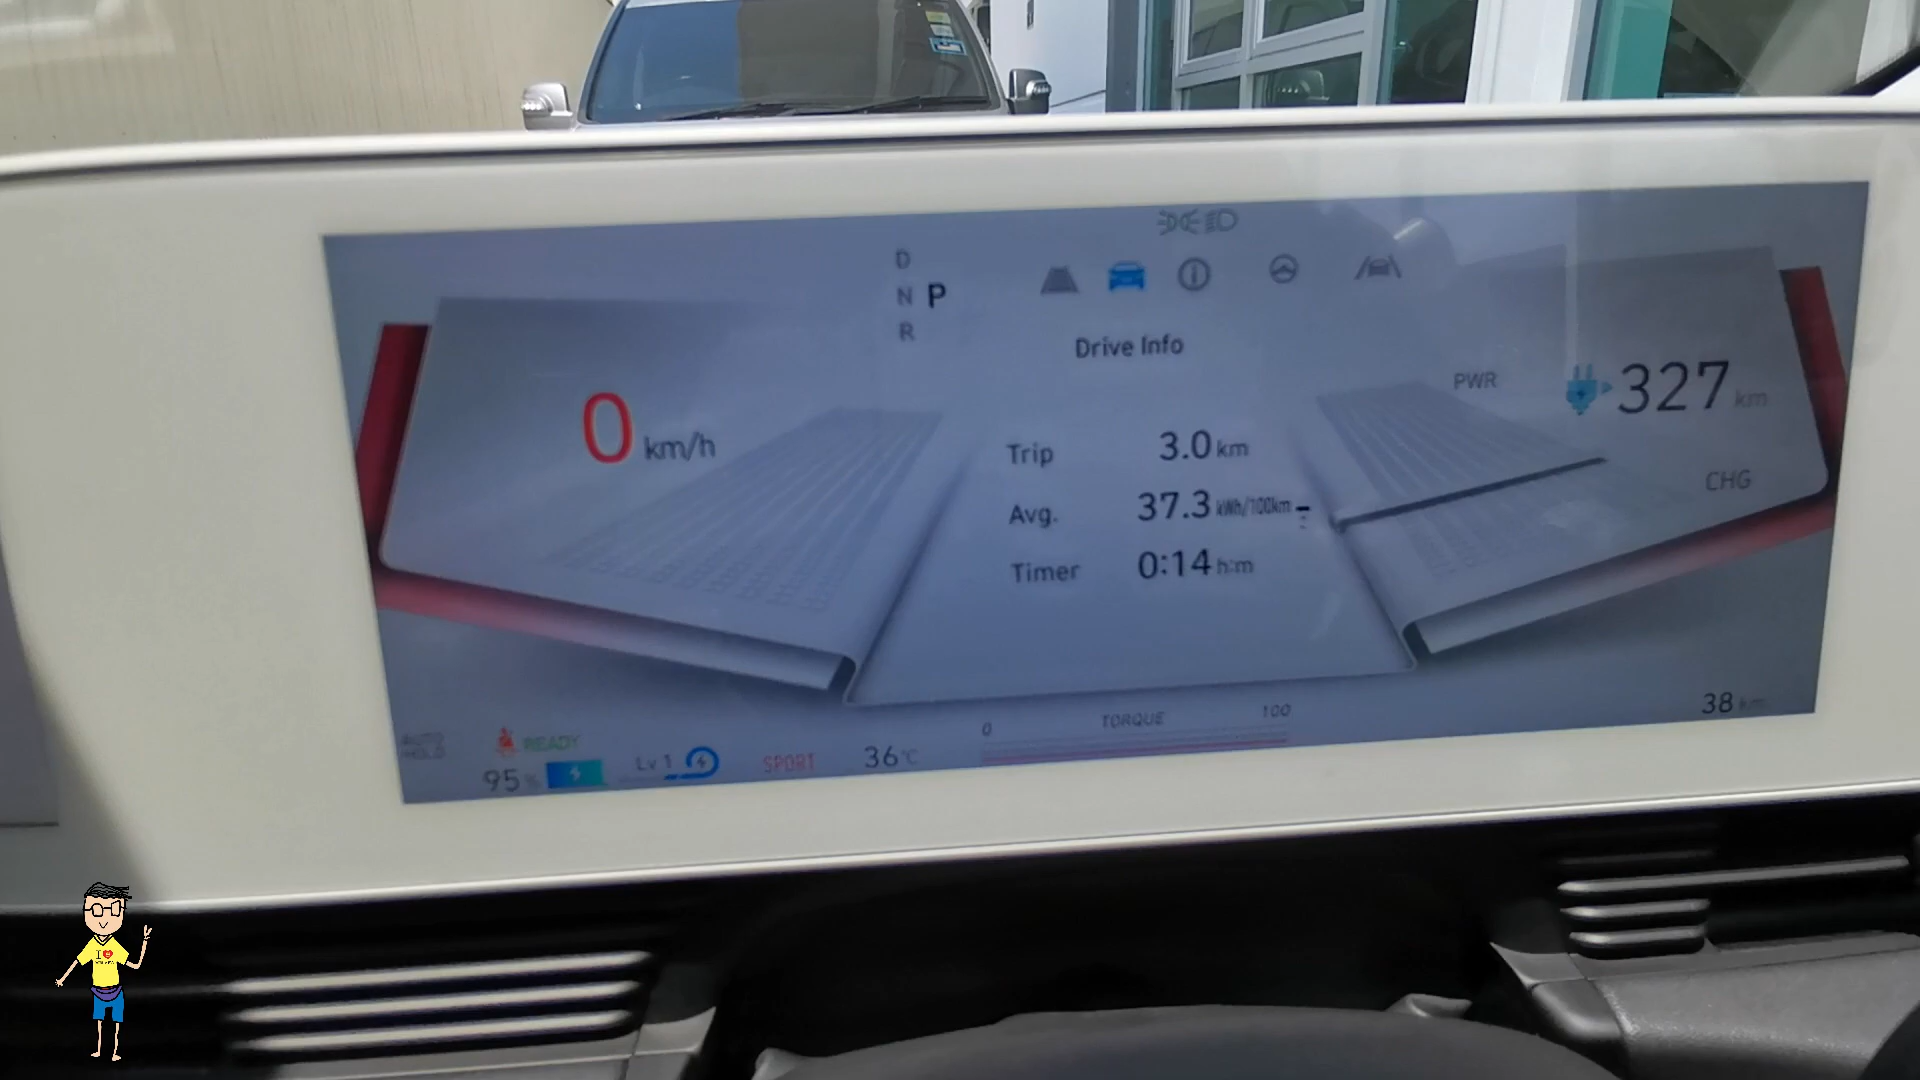 D
N P
R
Drive Info
0 km/h
PWR
327 km
Trip 3.0 km
CHG
Avg. 37.3 kWh/100km
Timer 0:14 h:m
38 km
0 TORQUE 100
AUTO HOLD
READY
95 % Lv 1 SPORT 36°C
I